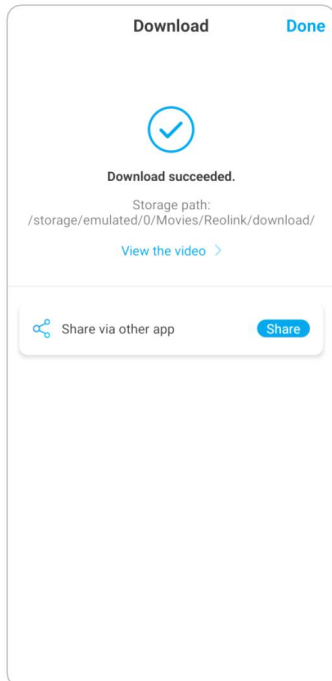 Download
Done
Download succeeded.
Storage path:
/storage/emulated/0/Movies/Reolink/download/
View the video >
Share via other app
Share